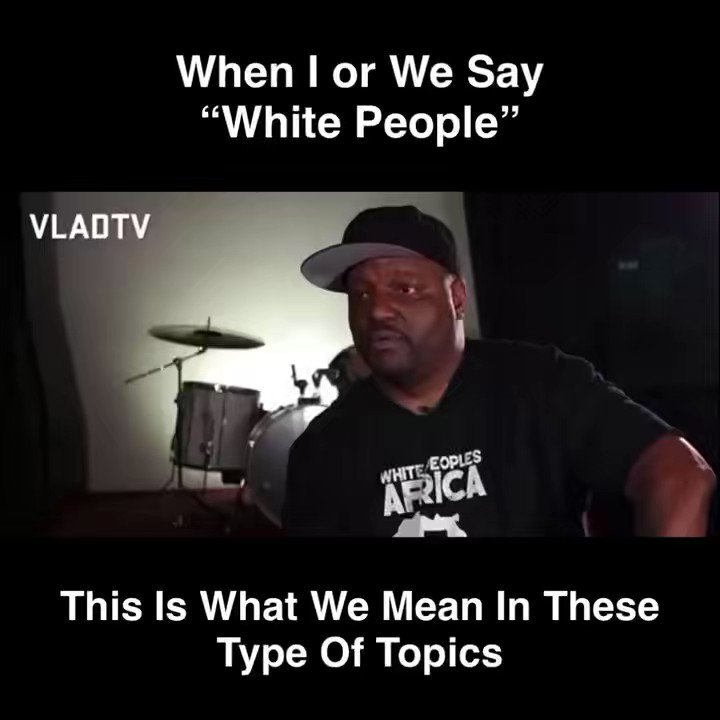 When I or We Say
“White People”
VLADTV
WHITE PEOPLES
AFRICA
This Is What We Mean In These
Type Of Topics